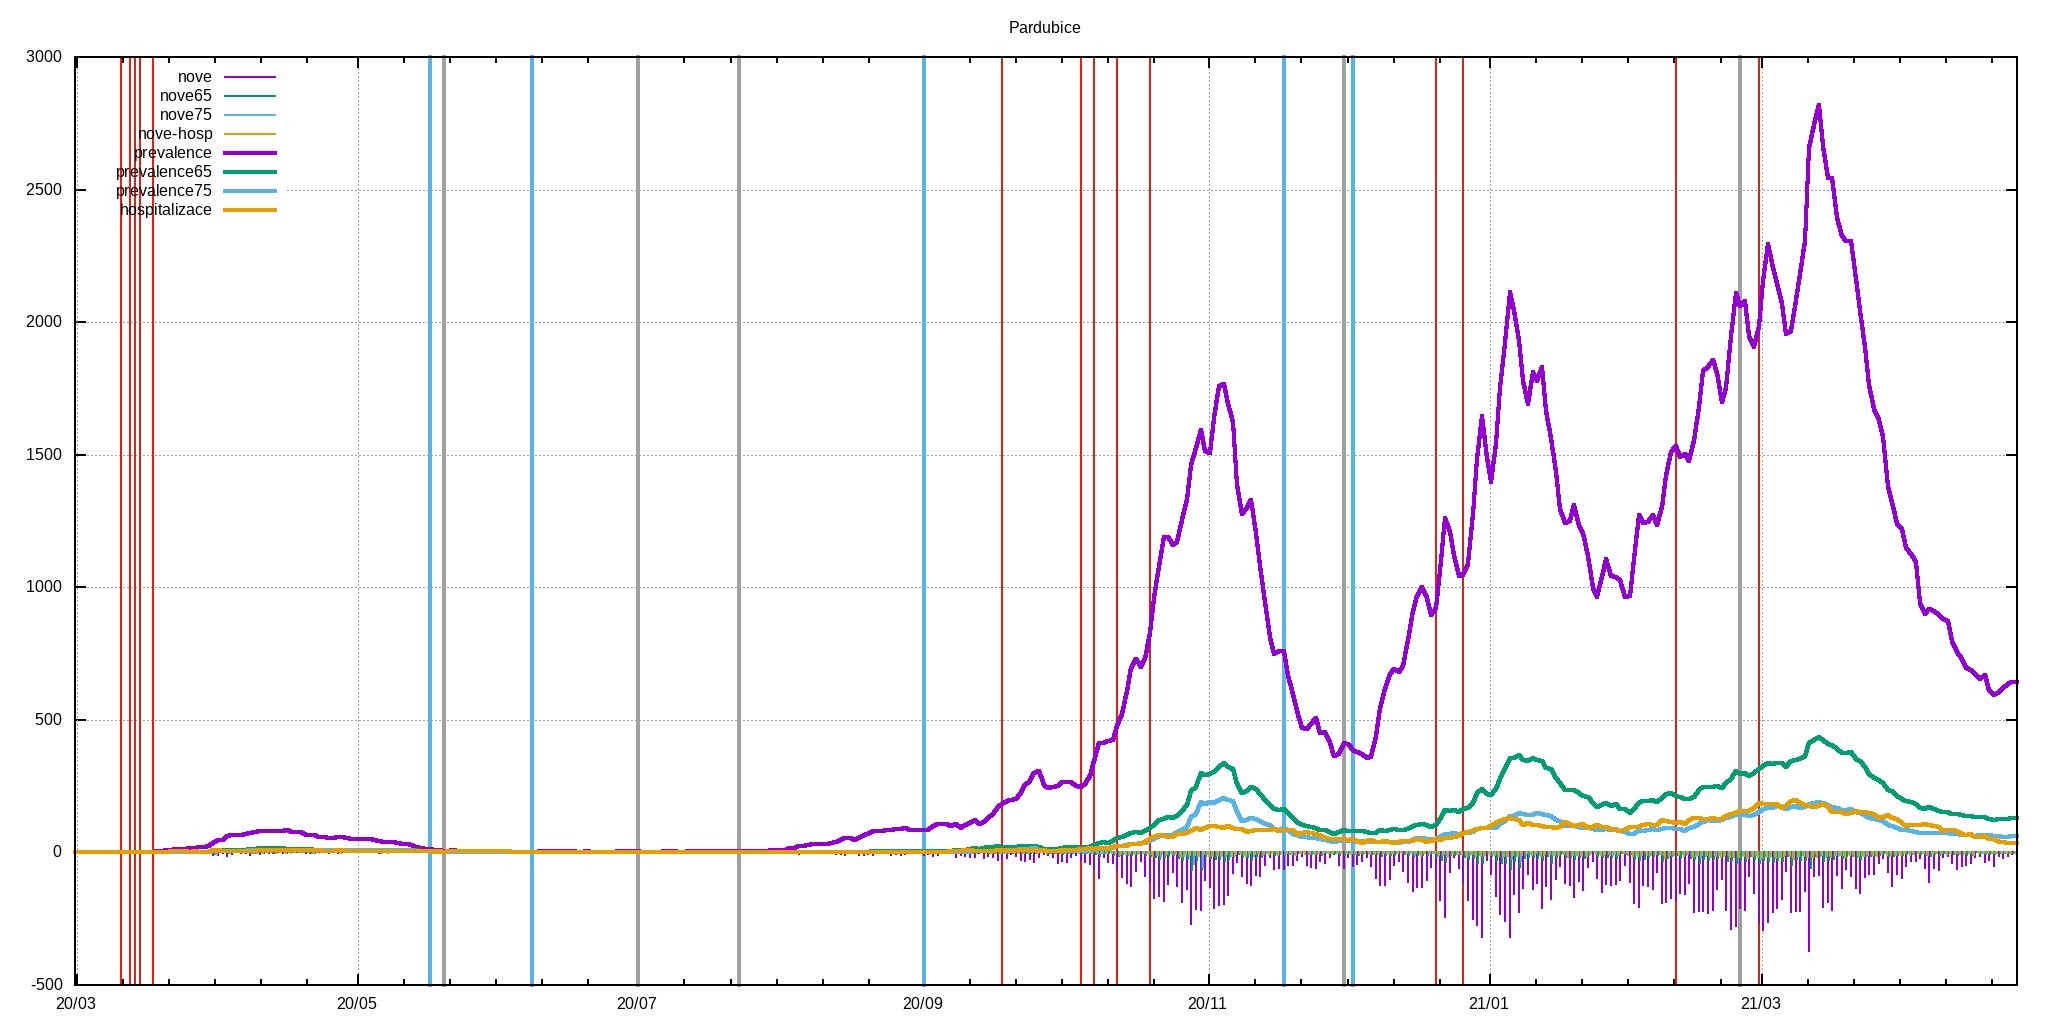 Pardubice
3000
nove
nove65
nove75
nove-hosp
prevalence
prevalence65
2500
prevalence75
hospitalizace
2000
1500
1000
500
0
-500
20/03 20/05 20/07 20/09 20/11 21/01 21/03